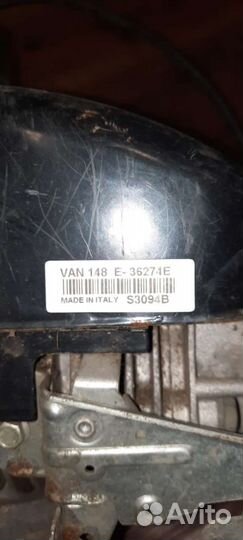 VAN 148 E-36274E
MADE IN ITALY S3094B
Avito